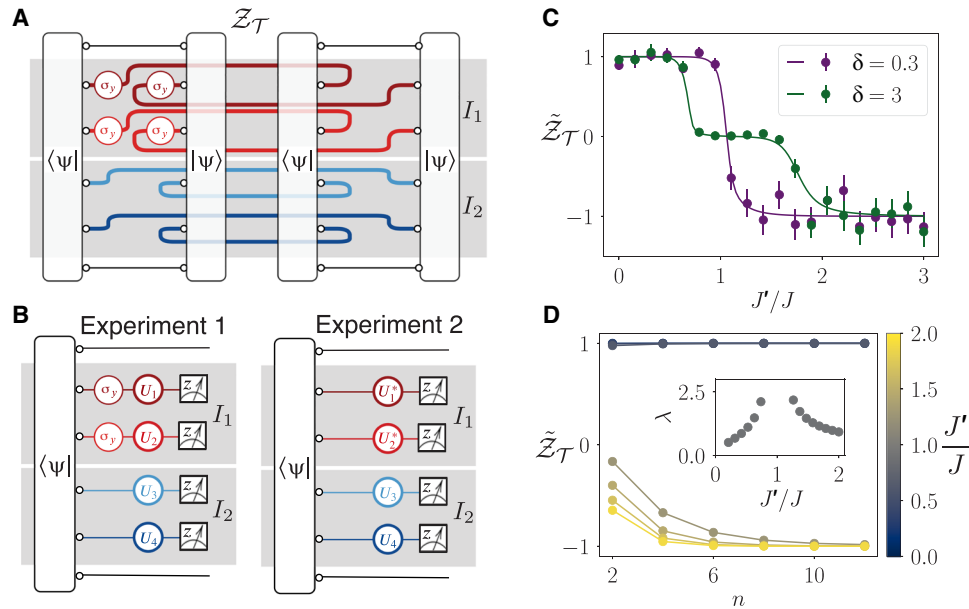 A
𝒵_𝒯
σ_y
σ_y
σ_y
σ_y
⟨ψ|
|ψ⟩
⟨ψ|
|ψ⟩
I_1
I_2
B
Experiment 1
Experiment 2
⟨ψ|
σ_y
U_1
z
σ_y
U_2
z
U_3
z
U_4
z
I_1
I_2
⟨ψ|
U_1^*
z
U_2^*
z
U_3
z
U_4
z
I_1
I_2
C
δ = 0.3
δ = 3
1
0
−1
𝒵̃_𝒯
0
1
2
3
J′/J
D
1
0
−1
𝒵̃_𝒯
2
6
10
n
2.5
0.0
λ
0
1
2
J′/J
2.0
1.5
1.0
0.5
0.0
J′/J